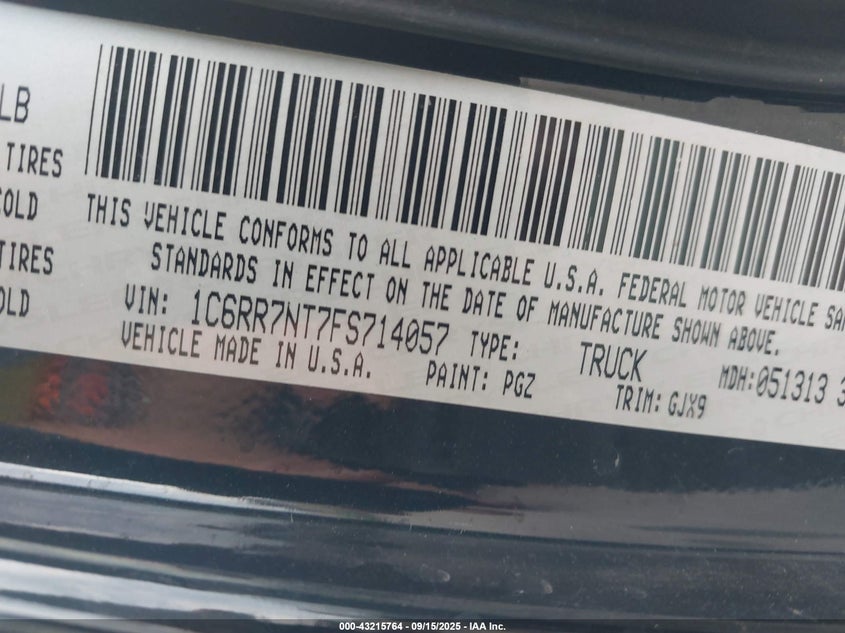 LB
TIRES
COLD
TIRES
OLD
THIS VEHICLE CONFORMS TO ALL APPLICABLE U.S.A. FEDERAL MOTOR VEHICLE SA
STANDARDS IN EFFECT ON THE DATE OF MANUFACTURE SHOWN ABOVE.
VIN: 1C6RR7NT7FS714057 TYPE: TRUCK MDH:051313 3
VEHICLE MADE IN U.S.A. PAINT: PGZ TRIM: GJX9
000-43215764 - 09/15/2025 - IAA Inc.